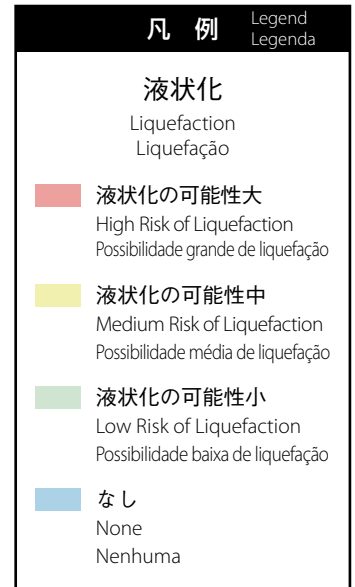 凡 例 Legend
Legenda
液状化
Liquefaction
Liquefação
液状化の可能性大
High Risk of Liquefaction
Possibilidade grande de liquefação
液状化の可能性中
Medium Risk of Liquefaction
Possibilidade média de liquefação
液状化の可能性小
Low Risk of Liquefaction
Possibilidade baixa de liquefação
なし
None
Nenhuma